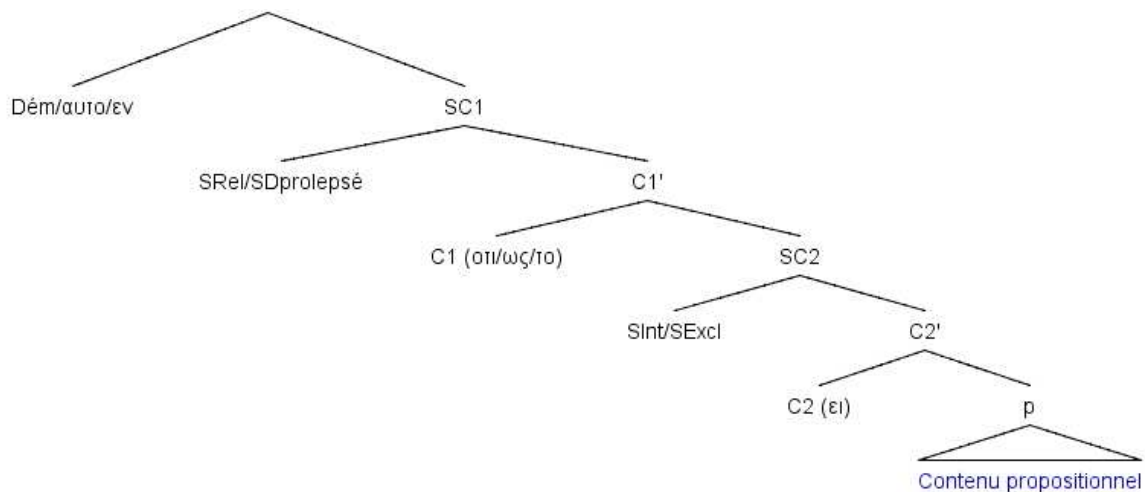 Dém/αυτο/εν
SC1
SRel/SDprolepsé
C1'
C1 (οτι/ως/το)
SC2
SInt/SExcl
C2'
C2 (ει)
p
Contenu propositionnel